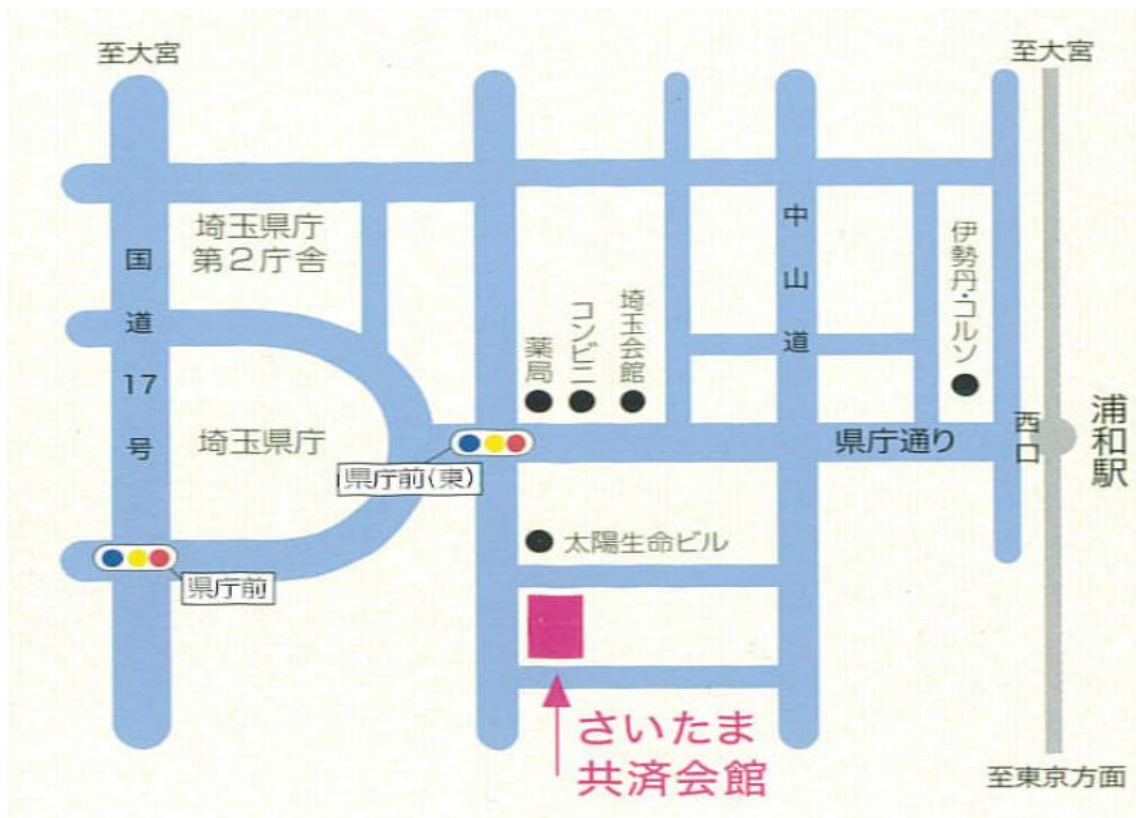 至大宮
至大宮
埼玉県庁
第2庁舎
国道17号
中山道
伊勢丹・コルソ
薬局
コンビニ
埼玉会館
埼玉県庁
県庁前(東)
県庁通り
西口
浦和駅
太陽生命ビル
県庁前
さいたま
共済会館
至東京方面